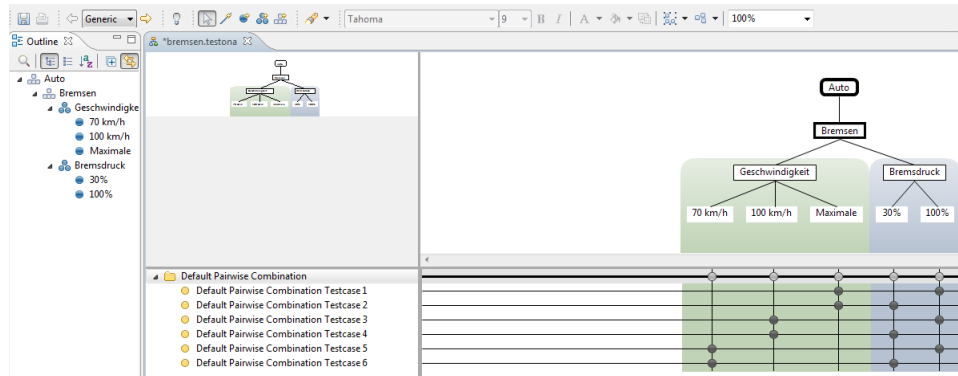 Generic
Tahoma
9
B I
A
100%
Outline
*bremsen.testona
Auto
Bremsen
Geschwindigke
70 km/h
100 km/h
Maximale
Bremsdruck
30%
100%
Auto
Bremsen
Geschwindigkeit Bremsdruck
70 km/h 100 km/h Maximale 30% 100%
Default Pairwise Combination
Default Pairwise Combination Testcase 1
Default Pairwise Combination Testcase 2
Default Pairwise Combination Testcase 3
Default Pairwise Combination Testcase 4
Default Pairwise Combination Testcase 5
Default Pairwise Combination Testcase 6